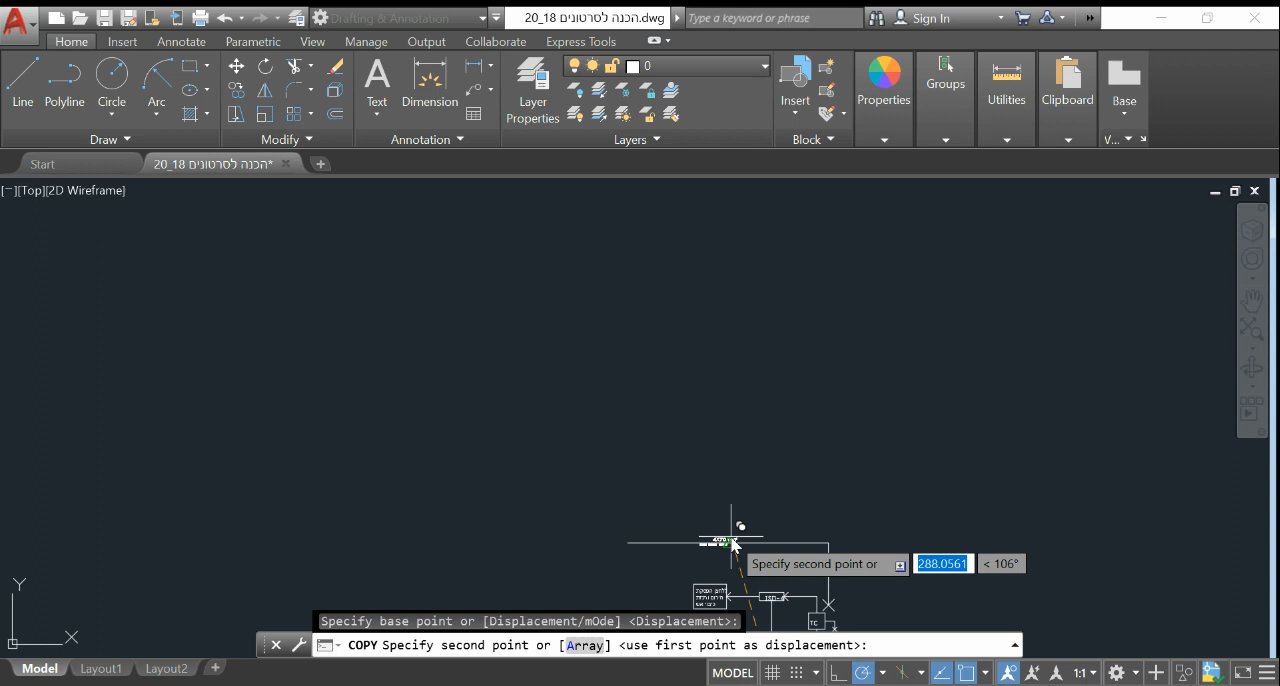 Drafting & Annotation
הכנה לסרטונים 20_18.dwg
Type a keyword or phrase
Sign In
Home Insert Annotate Parametric View Manage Output Collaborate Express Tools
Line Polyline Circle Arc
Text Dimension
Layer
Properties
0
Insert
Properties Groups Utilities Clipboard Base
Draw Modify Annotation Layers Block V...
Start
הכנה לסרטונים 20_18*
[−][Top][2D Wireframe]
Specify second point or 288.0561 < 106°
TC
Y
X
Specify base point or [Displacement/mOde] <Displacement>:
COPY Specify second point or [Array] <use first point as displacement>:
Model Layout1 Layout2
MODEL 1:1